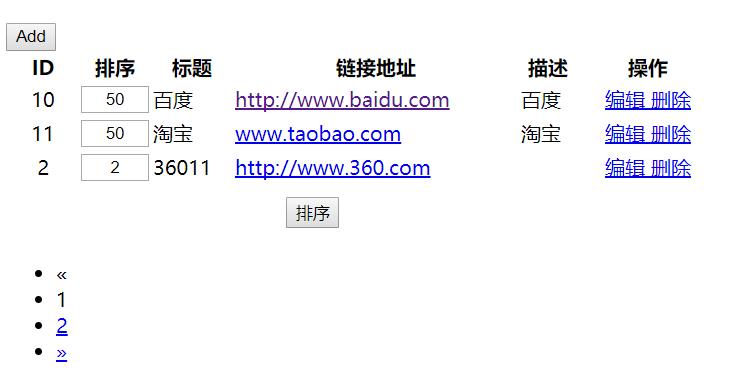 Add
ID 排序 标题 链接地址 描述 操作
10 50 百度 http://www.baidu.com 百度 编辑 删除
11 50 淘宝 www.taobao.com 淘宝 编辑 删除
2 2 36011 http://www.360.com 编辑 删除
排序
«
1
2
»